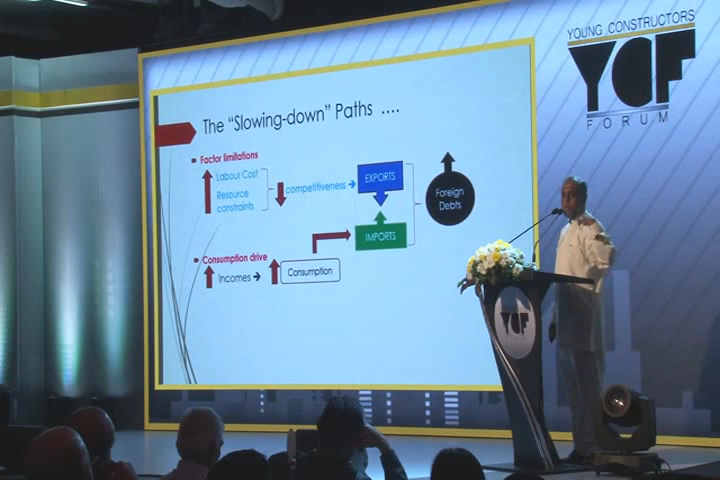 YOUNG CONSTRUCTORS
YCF
FORUM
The “Slowing-down” Paths ....
Factor limitations
Labour Cost
Resource
constraints
competitiveness
EXPORTS
IMPORTS
Foreign
Debts
Consumption drive
Incomes
Consumption
YCF